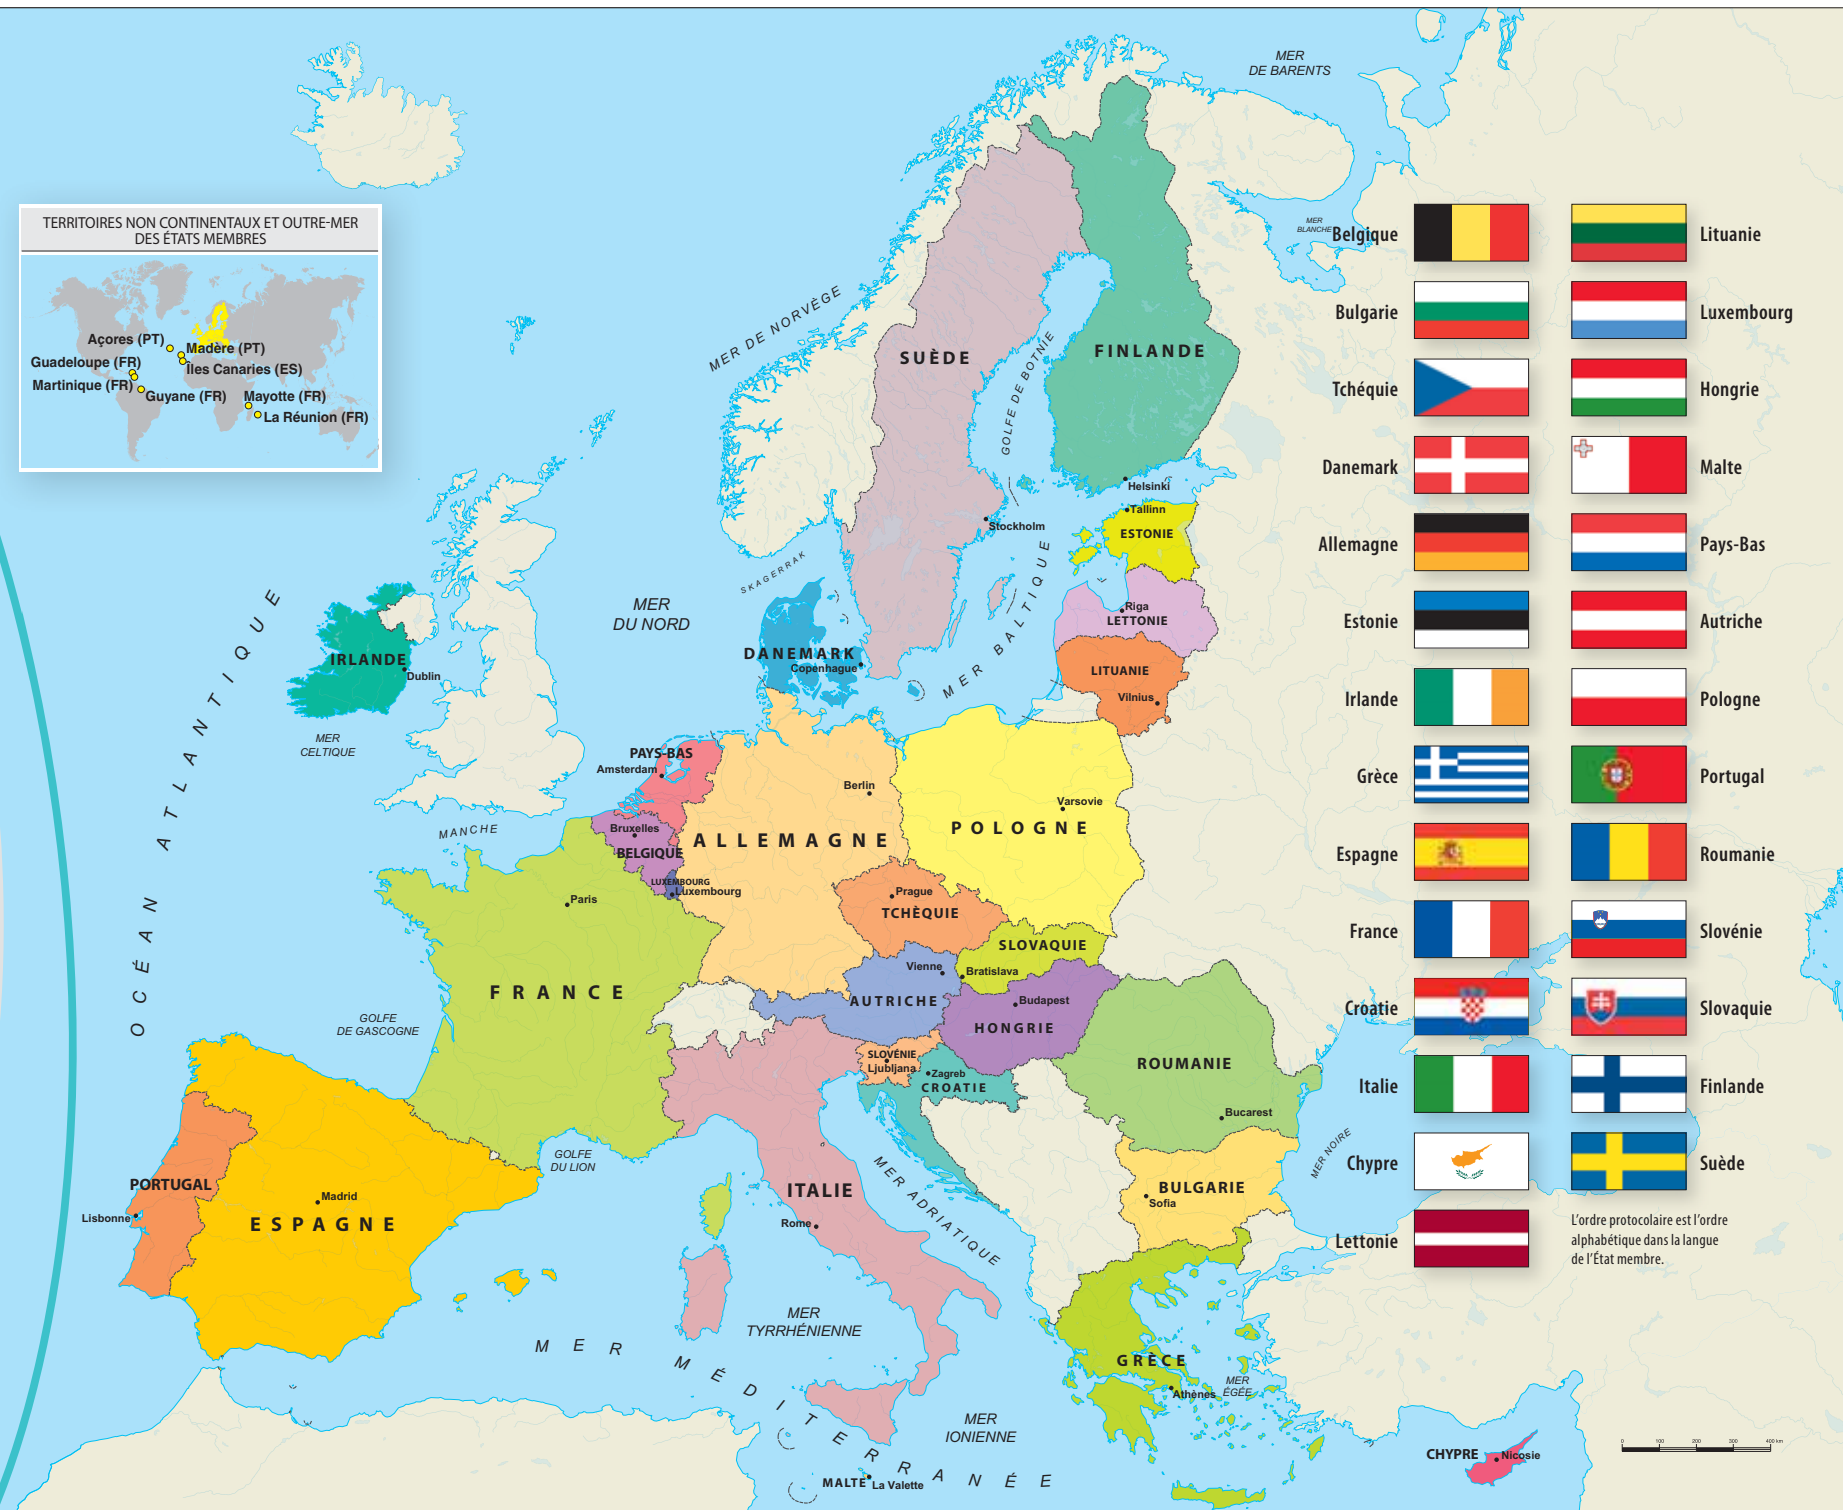 MER
DE BARENTS
TERRITOIRES NON CONTINENTAUX ET OUTRE-MER
DES ÉTATS MEMBRES
Açores (PT)
Madère (PT)
Guadeloupe (FR)
Îles Canaries (ES)
Martinique (FR)
Guyane (FR)
Mayotte (FR)
La Réunion (FR)
MER
BLANCHE
MER DE NORVÈGE
SUÈDE
FINLANDE
GOLFE DE BOTNIE
Helsinki
Tallinn
Stockholm
ESTONIE
SKAGERRAK
MER
DU NORD
MER BALTIQUE
Riga
LETTONIE
OCÉAN ATLANTIQUE
IRLANDE
Dublin
DANEMARK
Copenhague
LITUANIE
Vilnius
MER
CELTIQUE
PAYS-BAS
Amsterdam
Berlin
Varsovie
MANCHE
Bruxelles
BELGIQUE
ALLEMAGNE
POLOGNE
LUXEMBOURG
Luxembourg
Paris
Prague
TCHÈQUIE
SLOVAQUIE
Vienne
Bratislava
FRANCE
AUTRICHE
Budapest
HONGRIE
GOLFE
DE GASCOGNE
SLOVÉNIE
Ljubljana
Zagreb
CROATIE
ROUMANIE
Bucarest
GOLFE
DU LION
MER NOIRE
PORTUGAL
Lisbonne
Madrid
ESPAGNE
ITALIE
Rome
MER ADRIATIQUE
BULGARIE
Sofia
MER
TYRRHÉNIENNE
MER MÉDITERRANÉE
GRÈCE
Athènes
MER
ÉGÉE
MER
IONIENNE
MALTE
La Valette
CHYPRE
Nicosie
0 100 200 300 400 km
Belgique
Bulgarie
Tchéquie
Danemark
Allemagne
Estonie
Irlande
Grèce
Espagne
France
Croatie
Italie
Chypre
Lettonie
Lituanie
Luxembourg
Hongrie
Malte
Pays-Bas
Autriche
Pologne
Portugal
Roumanie
Slovénie
Slovaquie
Finlande
Suède
L'ordre protocolaire est l'ordre
alphabétique dans la langue
de l'État membre.